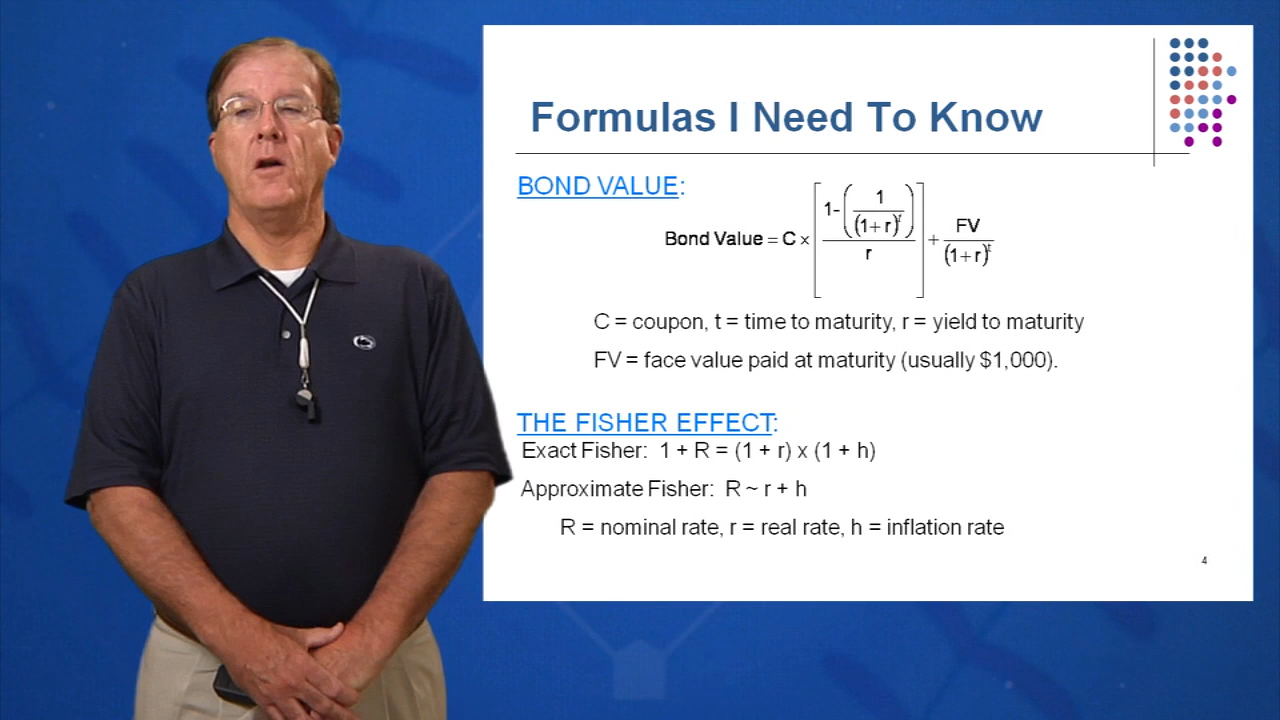 Formulas I Need To Know
BOND VALUE:
Bond Value = C × [ (1-(1/(1+r)^t))/r ] + FV/(1+r)^t
C = coupon, t = time to maturity, r = yield to maturity
FV = face value paid at maturity (usually $1,000).
THE FISHER EFFECT:
Exact Fisher:  1 + R = (1 + r) x (1 + h)
Approximate Fisher:  R ~ r + h
R = nominal rate, r = real rate, h = inflation rate
4